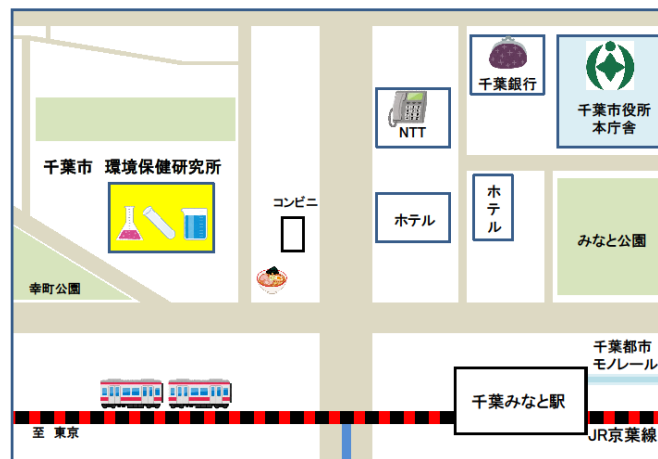 千葉銀行
千葉市役所
本庁舎
NTT
千葉市 環境保健研究所
コンビニ
ホテル
ホテル
みなと公園
幸町公園
千葉都市
モノレール
千葉みなと駅
至 東京
JR京葉線